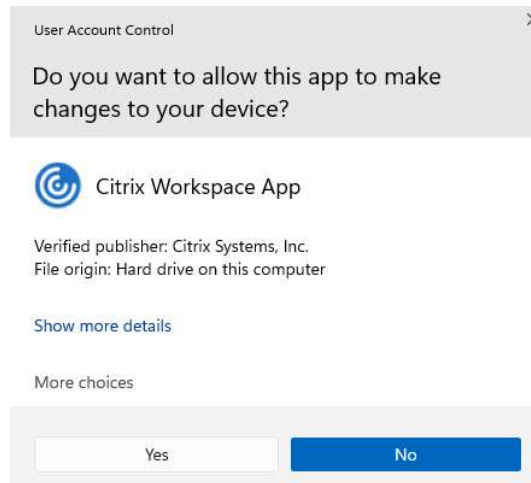 User Account Control
Do you want to allow this app to make
changes to your device?
Citrix Workspace App
Verified publisher: Citrix Systems, Inc.
File origin: Hard drive on this computer
Show more details
More choices
Yes
No